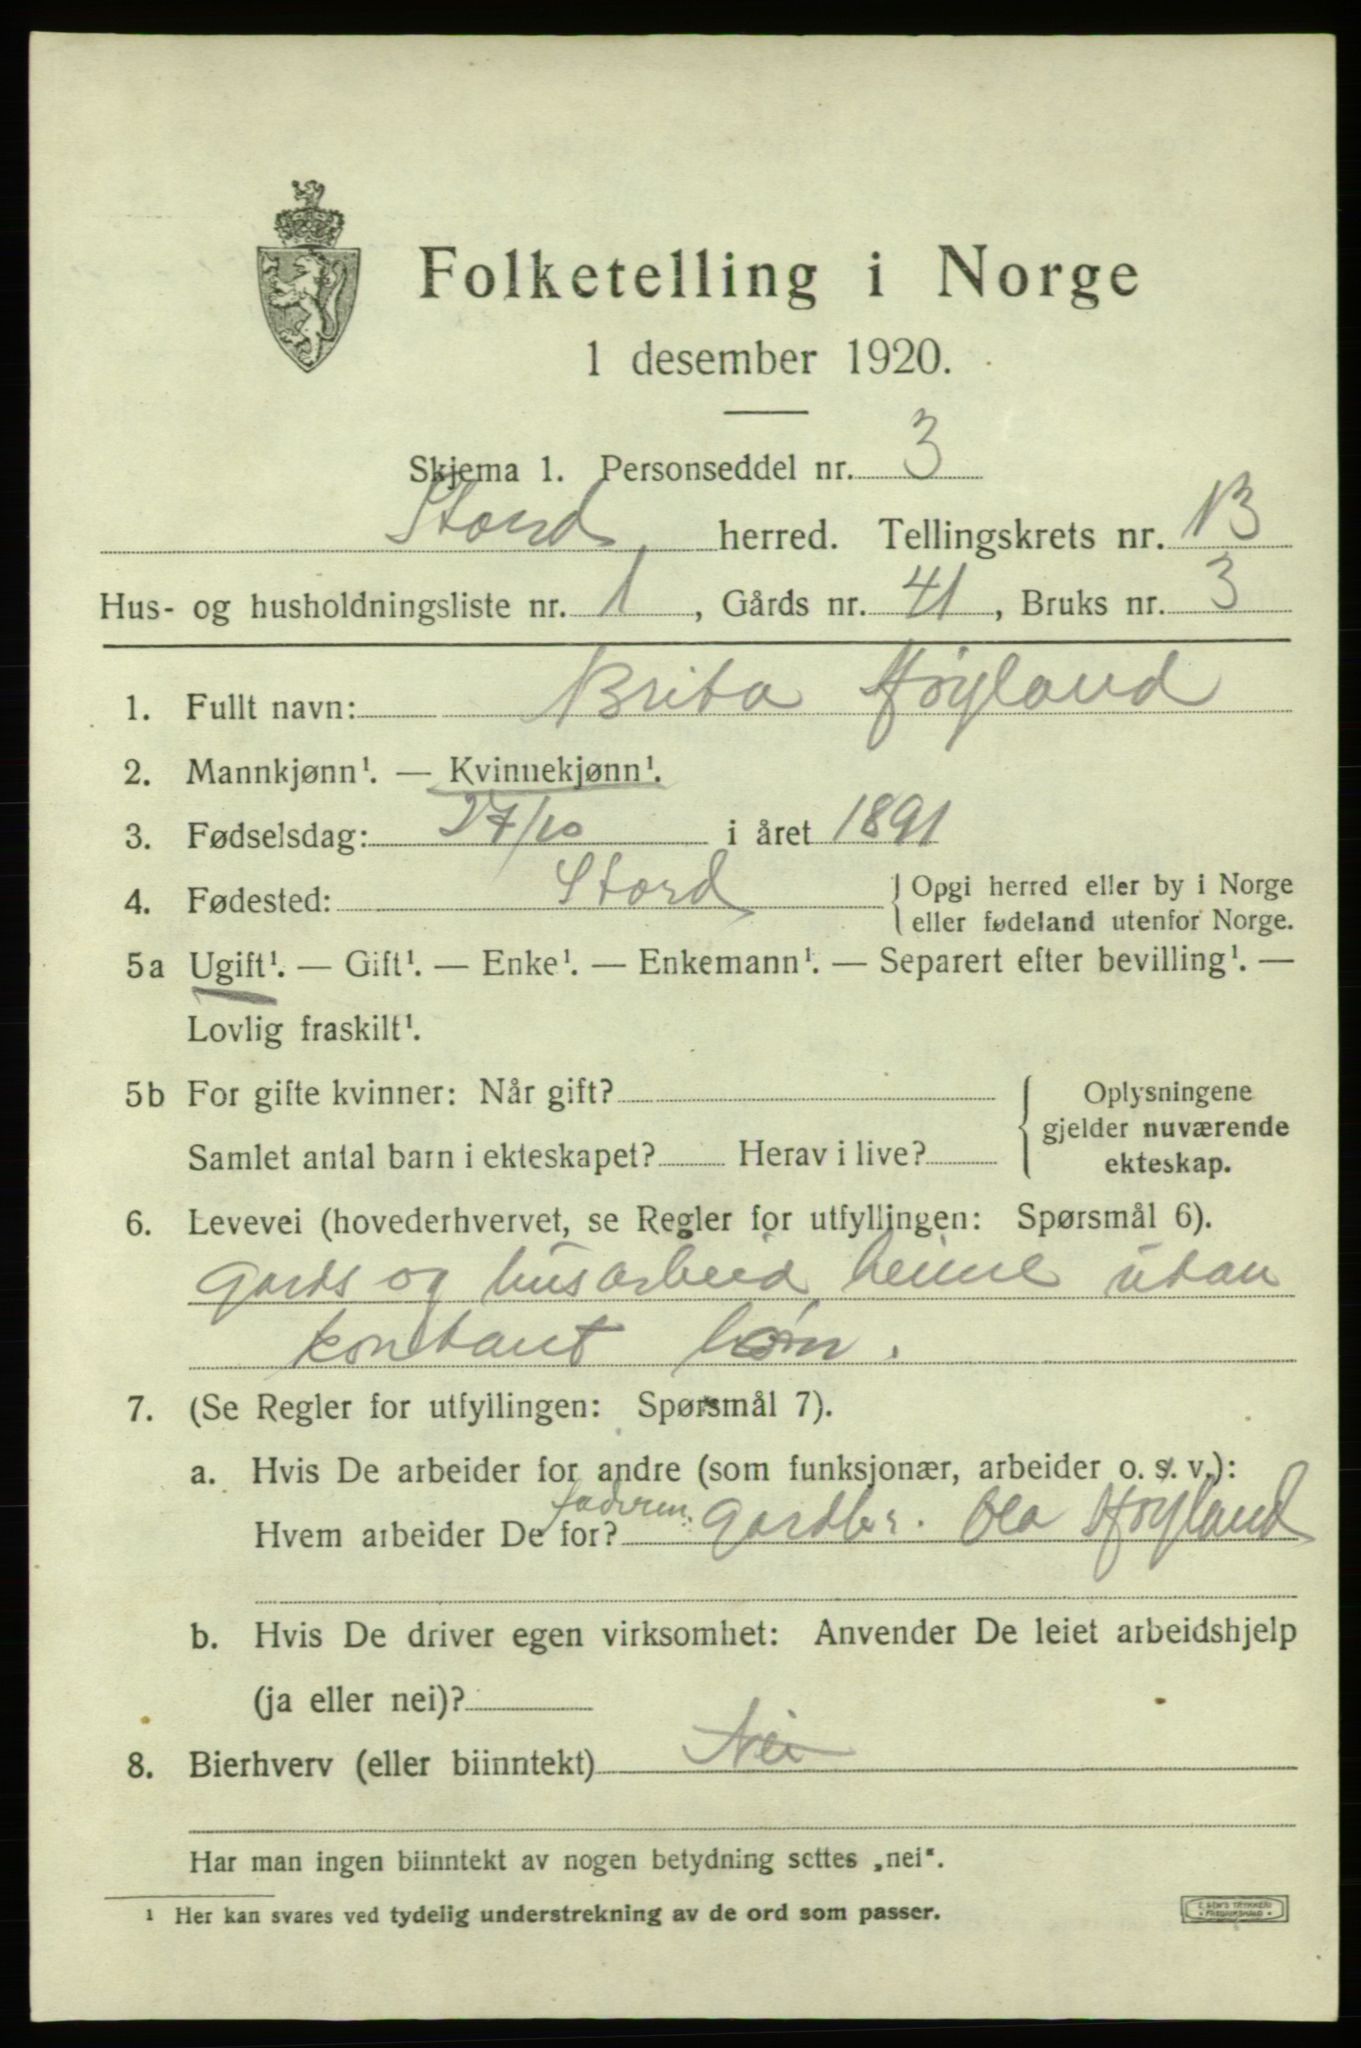 Folketelling i Norge
1 desember 1920.
Skjema 1. Personseddel nr. 3
Stord herred. Tellingskrets nr. 13
Hus- og husholdningsliste nr. 1, Gårds nr. 41, Bruks nr. 3
1. Fullt navn: Brita Høyland
2. Mannkjønn¹. — Kvinnekjønn¹.
3. Fødselsdag: 27/10 i året 1891
4. Fødested: Stord } Opgi herred eller by i Norge
eller fødeland utenfor Norge.
5a Ugift¹. — Gift¹. — Enke¹. — Enkemann¹. — Separert efter bevilling¹. —
Lovlig fraskilt¹.
5b For gifte kvinner: Når gift? { Oplysningene
gjelder nuværende
Samlet antal barn i ekteskapet? Herav i live? ekteskap.
6. Levevei (hovederhvervet, se Regler for utfyllingen: Spørsmål 6).
Gards og husarbeid heime utan
kontant løn.
7. (Se Regler for utfyllingen: Spørsmål 7).
a. Hvis De arbeider for andre (som funksjonær, arbeider o. s. v.):
Hvem arbeider De for? faderen. Gardbr. Ola Høyland
b. Hvis De driver egen virksomhet: Anvender De leiet arbeidshjelp
(ja eller nei)?
8. Bierhverv (eller biinntekt) Nei
Har man ingen biinntekt av nogen betydning settes „nei“.
¹ Her kan svares ved tydelig understrekning av de ord som passer.